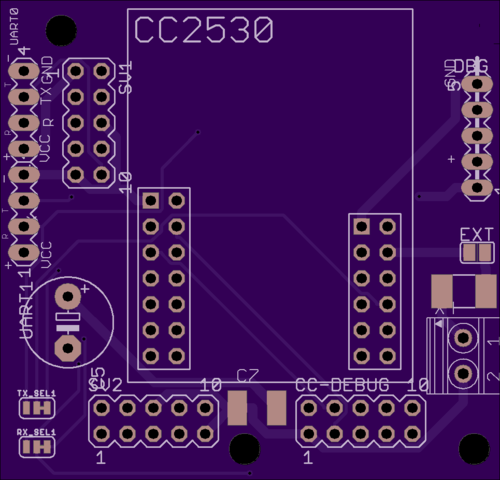 UART0
CC2530
4
-
T
GND
TX
R
VCC
+
1
SV1
10
DBG
GND
5
+
1
-
T
R
+
VCC
EXT
UART1
1
+
X1
1
2
C5
SV2
10
C7
CC-DEBUG
10
TX_SEL1
RX_SEL1
1
1